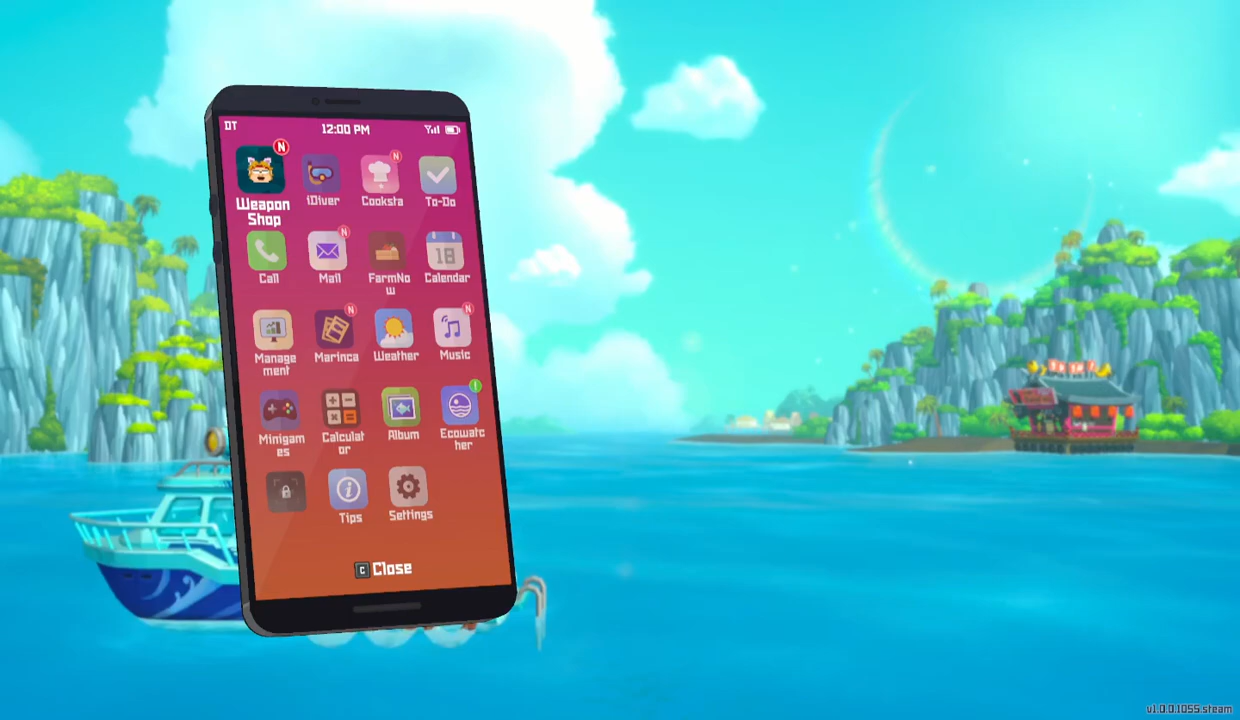 DT
12:00 PM
N
N
Weapon
Shop
iDiver
Cooksta
To-Do
N
18
Call
Mail
FarmNo
w
Calendar
N
N
Manage
ment
Marinca
Weather
Music
Minigam
es
Calculat
or
Album
Ecowatc
her
Tips
Settings
C Close
v1.0.0.1055.steam